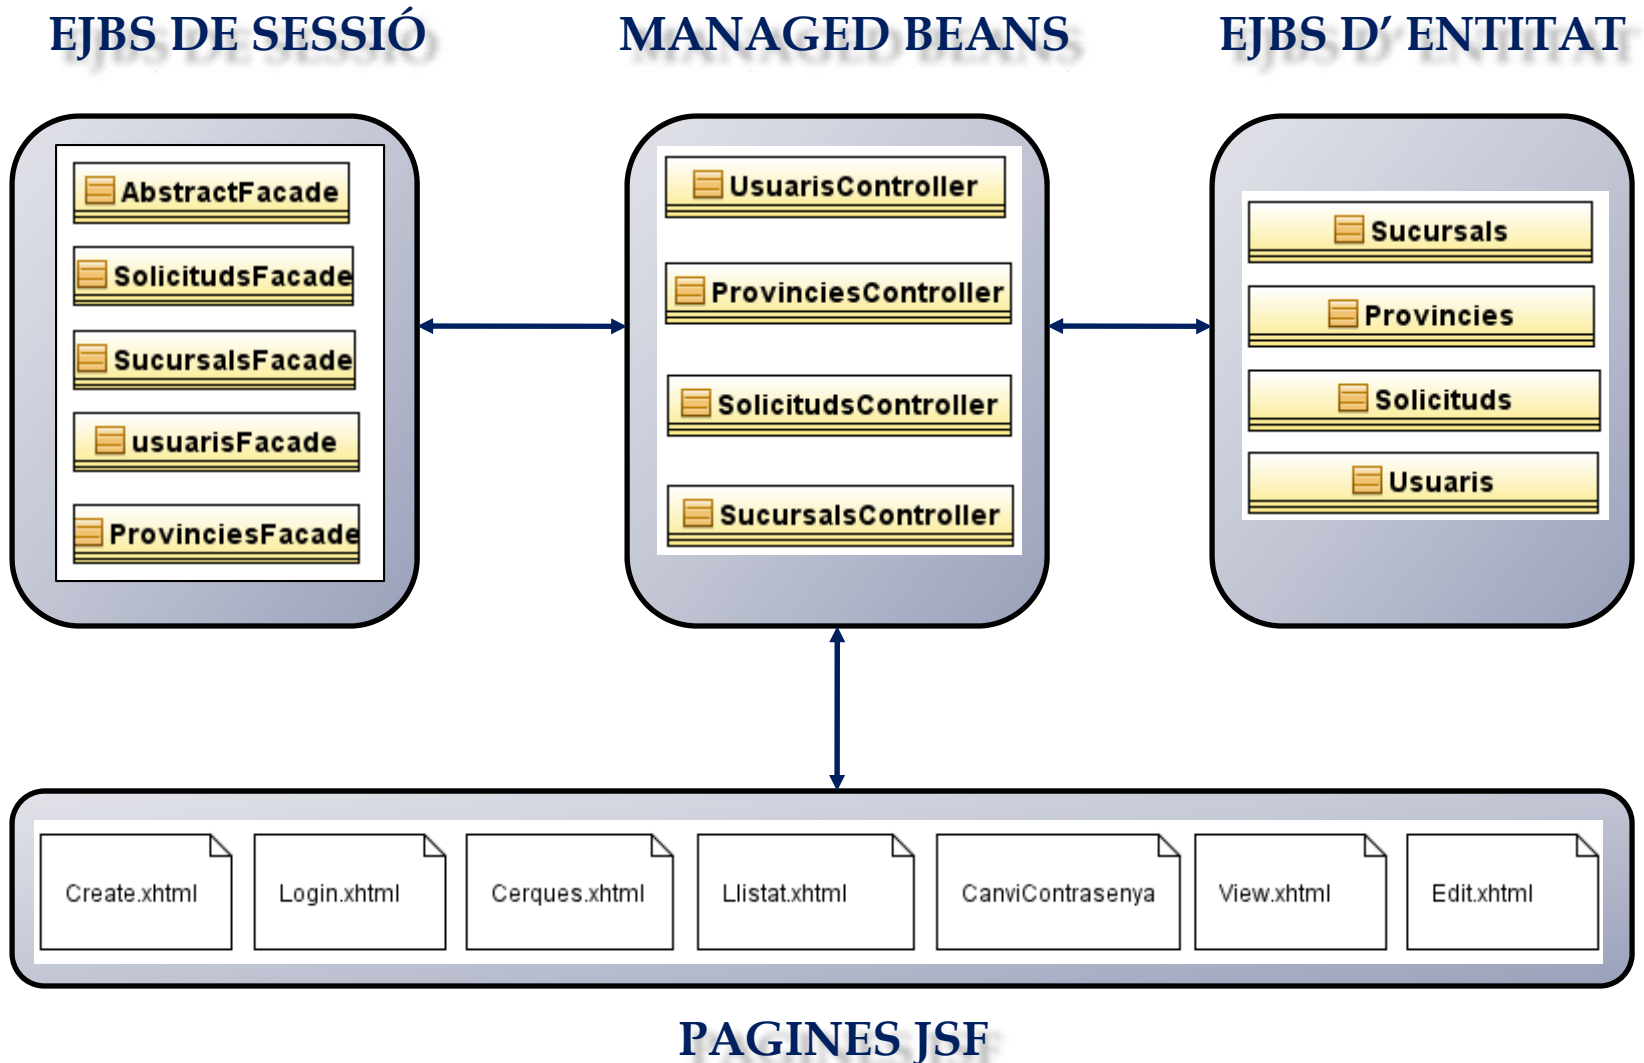 EJBS DE SESSIÓ
MANAGED BEANS
EJBS D’ ENTITAT
AbstractFacade
SolicitudsFacade
SucursalsFacade
usuarisFacade
ProvinciesFacade
UsuarisController
ProvinciesController
SolicitudsController
SucursalsController
Sucursals
Provincies
Solicituds
Usuaris
Create.xhtml
Login.xhtml
Cerques.xhtml
Llistat.xhtml
CanviContrasenya
View.xhtml
Edit.xhtml
PAGINES JSF